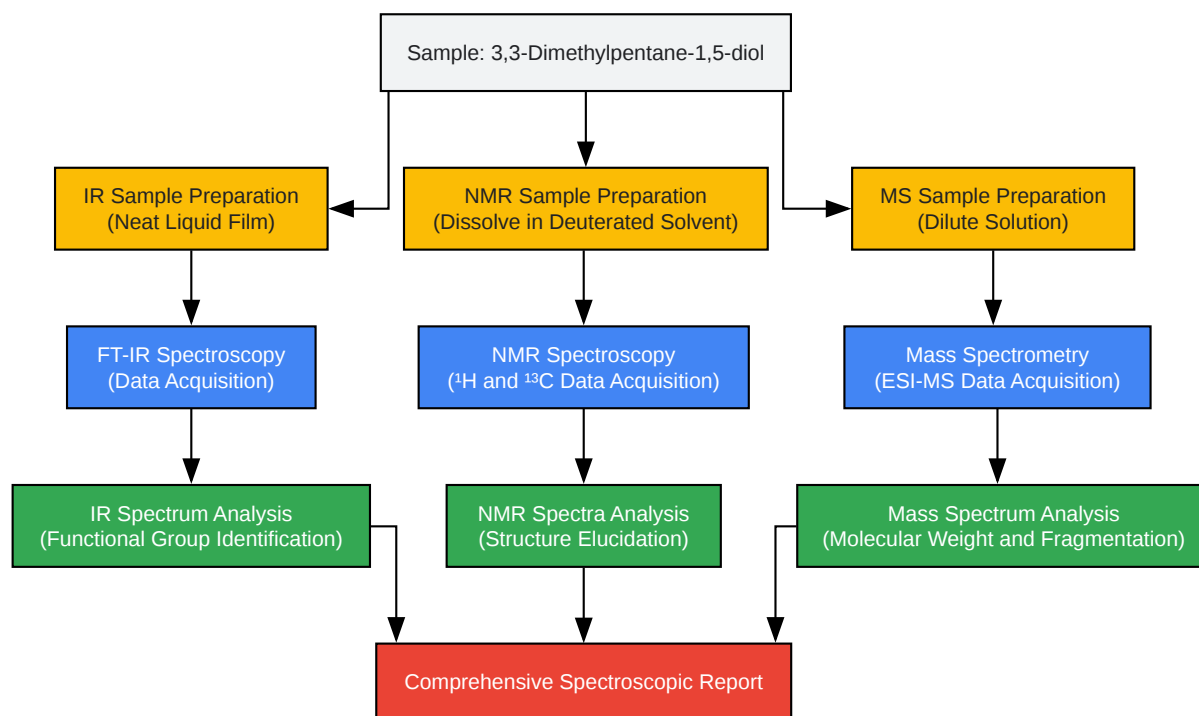 Sample: 3,3-Dimethylpentane-1,5-diol
IR Sample Preparation
(Neat Liquid Film)
NMR Sample Preparation
(Dissolve in Deuterated Solvent)
MS Sample Preparation
(Dilute Solution)
FT-IR Spectroscopy
(Data Acquisition)
NMR Spectroscopy
(¹H and ¹³C Data Acquisition)
Mass Spectrometry
(ESI-MS Data Acquisition)
IR Spectrum Analysis
(Functional Group Identification)
NMR Spectra Analysis
(Structure Elucidation)
Mass Spectrum Analysis
(Molecular Weight and Fragmentation)
Comprehensive Spectroscopic Report